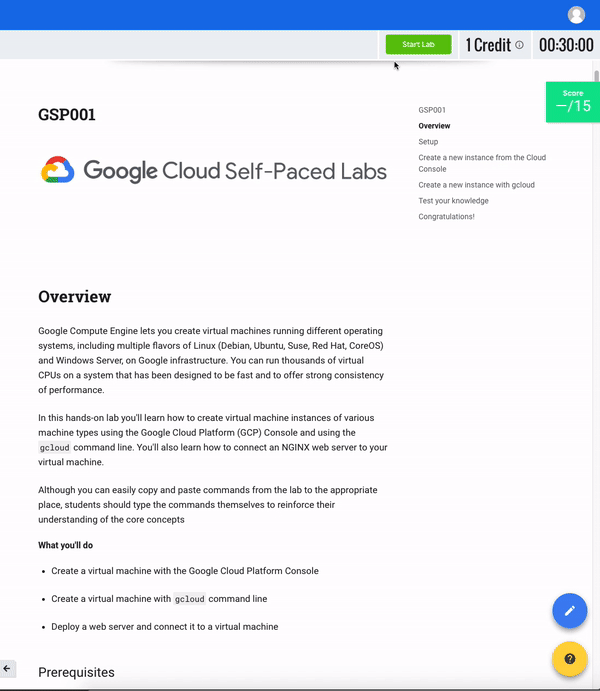 Start Lab
1 Credit
00:30:00
Score
—/15
GSP001
Google Cloud Self-Paced Labs
GSP001
Overview
Setup
Create a new instance from the Cloud
Console
Create a new instance with gcloud
Test your knowledge
Congratulations!
Overview
Google Compute Engine lets you create virtual machines running different operating
systems, including multiple flavors of Linux (Debian, Ubuntu, Suse, Red Hat, CoreOS)
and Windows Server, on Google infrastructure. You can run thousands of virtual
CPUs on a system that has been designed to be fast and to offer strong consistency
of performance.
In this hands-on lab you'll learn how to create virtual machine instances of various
machine types using the Google Cloud Platform (GCP) Console and using the
gcloud command line. You'll also learn how to connect an NGINX web server to your
virtual machine.
Although you can easily copy and paste commands from the lab to the appropriate
place, students should type the commands themselves to reinforce their
understanding of the core concepts
What you'll do
• Create a virtual machine with the Google Cloud Platform Console
• Create a virtual machine with gcloud command line
• Deploy a web server and connect it to a virtual machine
Prerequisites